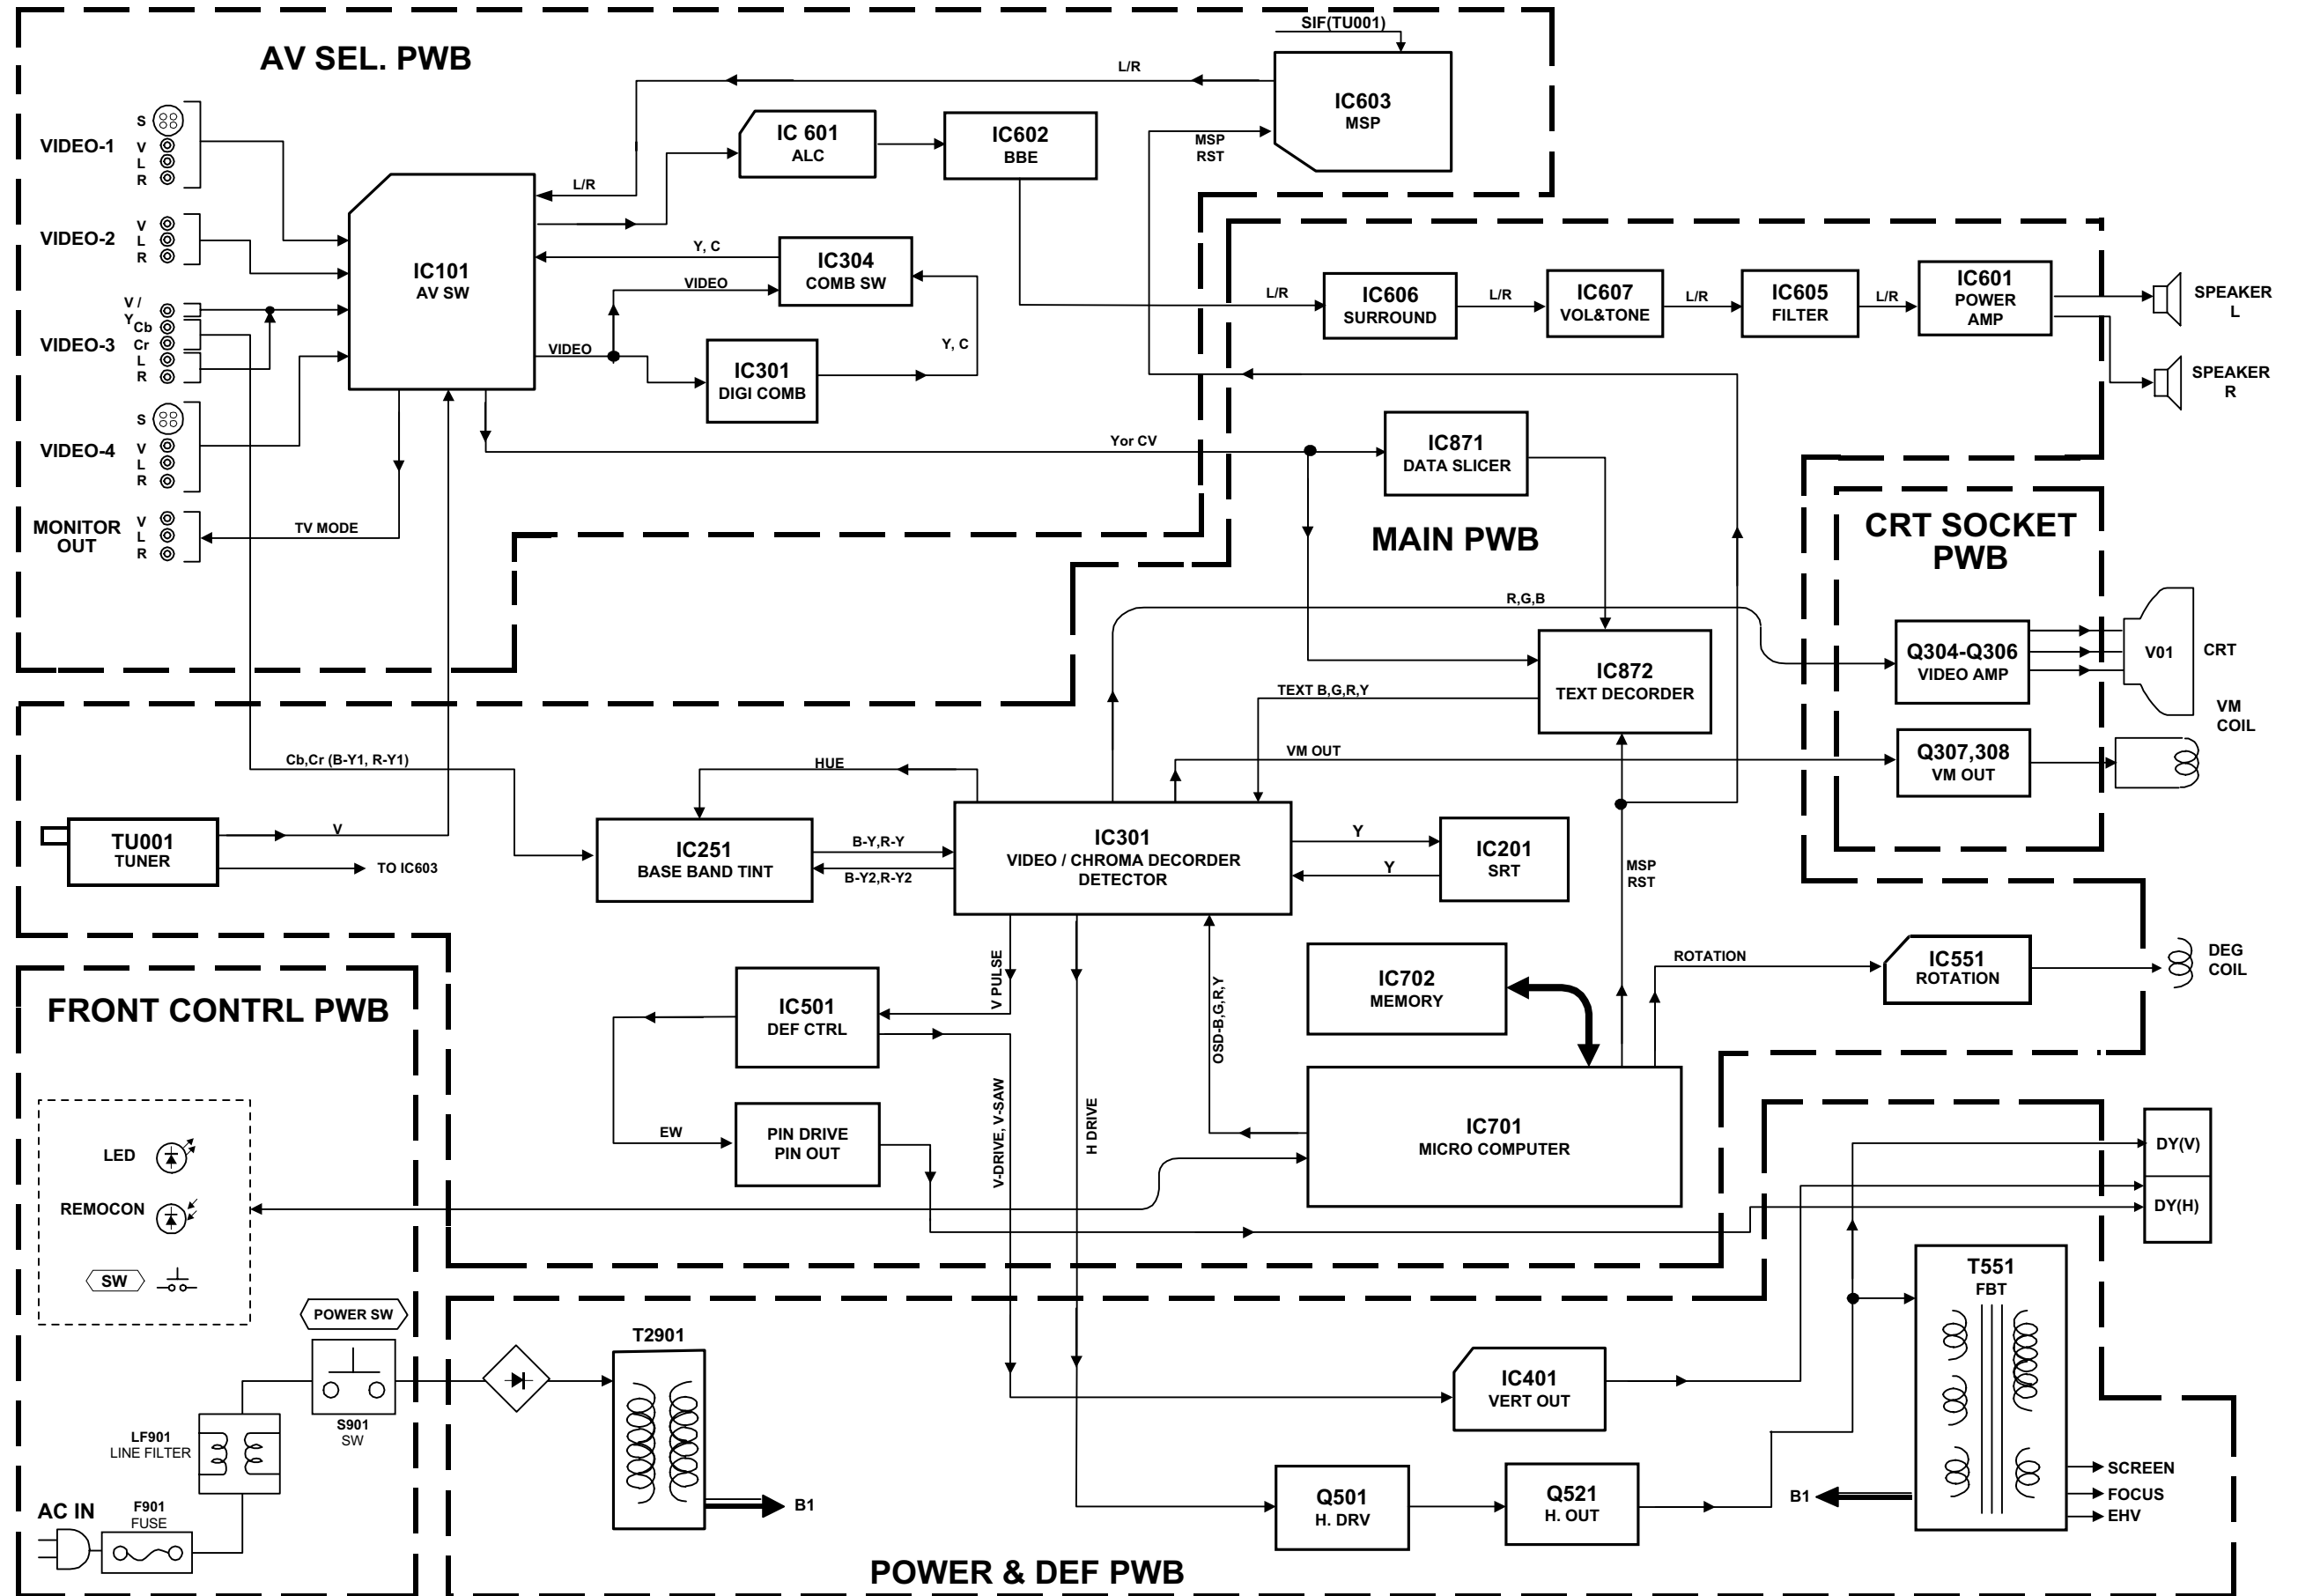 SIF(TU001)
AV SEL. PWB
L/R
IC603
MSP
MSP
RST
S
VIDEO-1
V
L
R
IC 601
ALC
IC602
BBE
L/R
VIDEO-2
V
L
R
IC101
AV SW
Y, C
IC304
COMB SW
VIDEO
V /
Y
Cb
VIDEO-3
Cr
L
R
VIDEO
Y, C
IC301
DIGI COMB
L/R
IC606
SURROUND
L/R
IC607
VOL&TONE
L/R
IC605
FILTER
L/R
IC601
POWER
AMP
SPEAKER
L
SPEAKER
R
S
VIDEO-4
V
L
R
Yor CV
IC871
DATA SLICER
MONITOR
OUT
V
L
R
TV MODE
MAIN PWB
CRT SOCKET
PWB
R,G,B
IC872
TEXT DECORDER
TEXT B,G,R,Y
Q304-Q306
VIDEO AMP
V01
CRT
VM
COIL
VM OUT
Q307,308
VM OUT
Cb,Cr (B-Y1, R-Y1)
HUE
TU001
TUNER
V
TO IC603
IC251
BASE BAND TINT
B-Y,R-Y
B-Y2,R-Y2
IC301
VIDEO / CHROMA DECORDER
DETECTOR
Y
Y
IC201
SRT
MSP
RST
V PULSE
OSD-B,G,R,Y
IC702
MEMORY
ROTATION
IC551
ROTATION
DEG
COIL
FRONT CONTRL PWB
IC501
DEF CTRL
V-DRIVE, V-SAW
H DRIVE
EW
PIN DRIVE
PIN OUT
IC701
MICRO COMPUTER
LED
REMOCON
SW
DY(V)
DY(H)
POWER SW
T2901
T551
FBT
IC401
VERT OUT
S901
SW
LF901
LINE FILTER
AC IN
F901
FUSE
B1
Q501
H. DRV
Q521
H. OUT
B1
SCREEN
FOCUS
EHV
POWER & DEF PWB